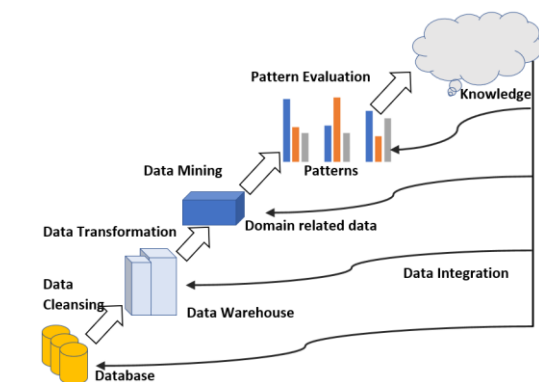 Pattern Evaluation
Knowledge
Data Mining
Patterns
Data Transformation
Domain related data
Data
Cleansing
Data Integration
Data Warehouse
Database